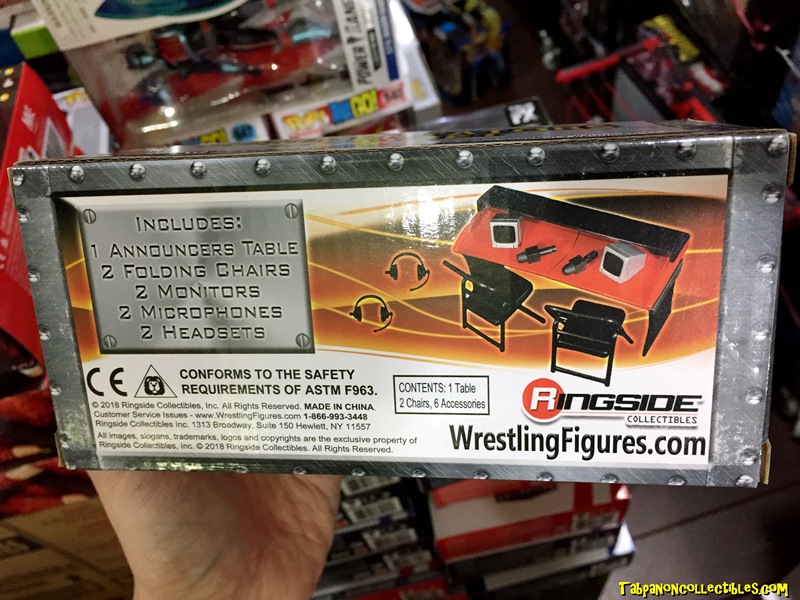 POWER RANGERS
POP!
GO!
INCLUDES:
1 ANNOUNCERS TABLE
2 FOLDING CHAIRS
2 MONITORS
2 MICROPHONES
2 HEADSETS
CE
CONFORMS TO THE SAFETY
REQUIREMENTS OF ASTM F963.
CONTENTS: 1 Table
2 Chairs, 6 Accessories
© 2018 Ringside Collectibles, Inc. All Rights Reserved. MADE IN CHINA.
Customer Service Issues - www.WrestlingFigures.com 1-866-993-3448
Ringside Collectibles Inc. 1313 Broadway, Suite 150 Hewlett, NY 11557
All images, slogans, trademarks, logos and copyrights are the exclusive property of
Ringside Collectibles, Inc. © 2018 Ringside Collectibles. All Rights Reserved.
RINGSIDE
COLLECTIBLES
WrestlingFigures.com
Tabpanoncollectibles.com